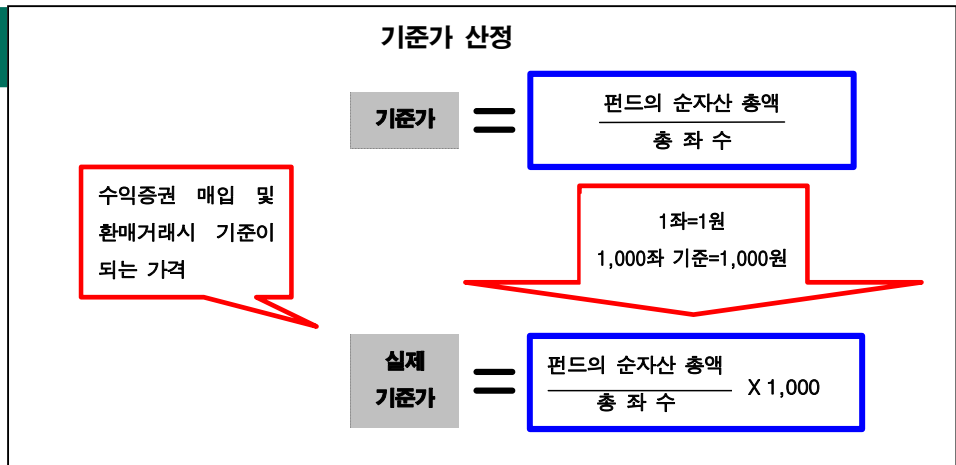 기준가 산정
기준가 = 펀드의 순자산 총액
총 좌 수
수익증권 매입 및
환매거래시 기준이
되는 가격
1좌=1원
1,000좌 기준=1,000원
실제
기준가 = 펀드의 순자산 총액
총 좌 수 X 1,000